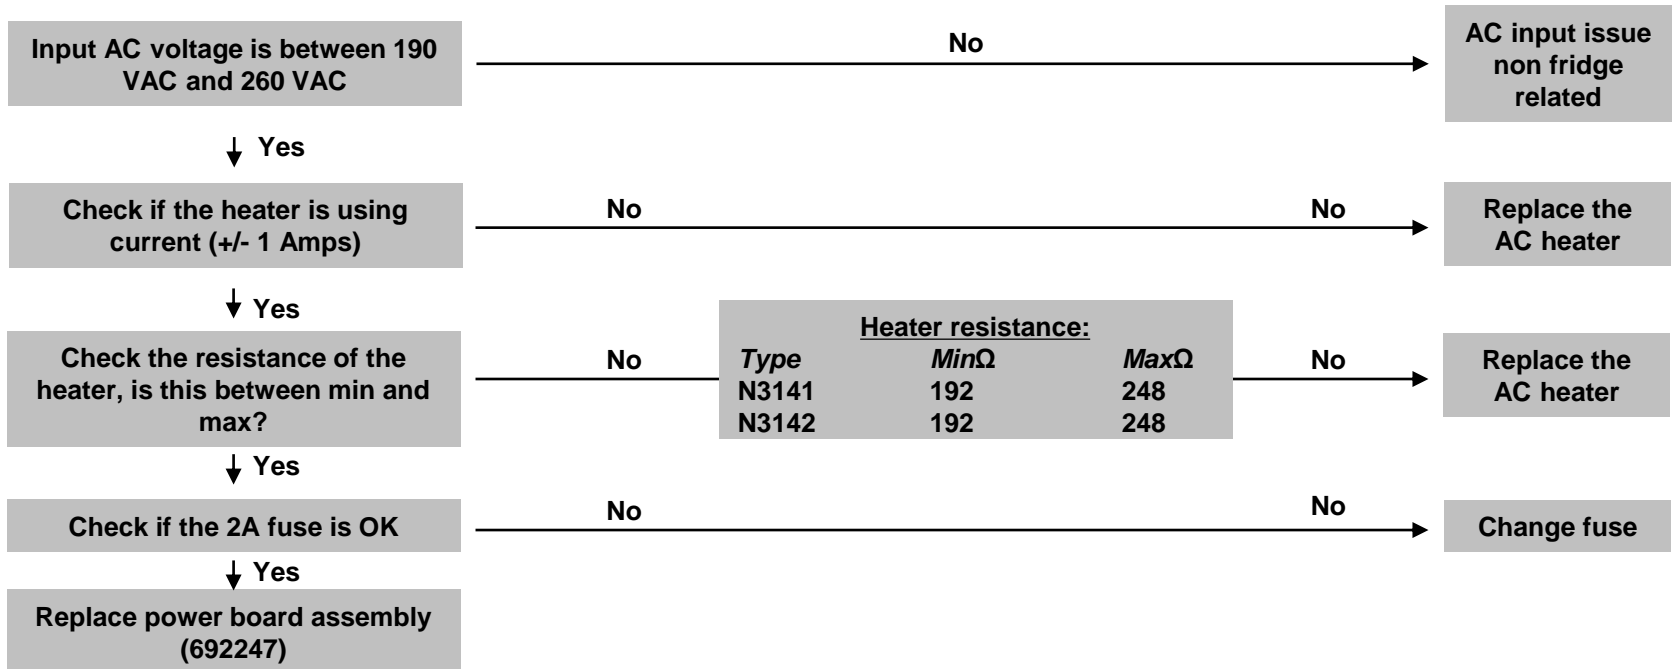 Input AC voltage is between 190
VAC and 260 VAC
No
AC input issue
non fridge
related
Yes
Check if the heater is using
current (+/- 1 Amps)
No
No
Replace the
AC heater
Yes
Check the resistance of the
heater, is this between min and
max?
No
Heater resistance:
Type MinΩ MaxΩ
N3141 192 248
N3142 192 248
No
Replace the
AC heater
Yes
Check if the 2A fuse is OK
No
No
Change fuse
Yes
Replace power board assembly
(692247)